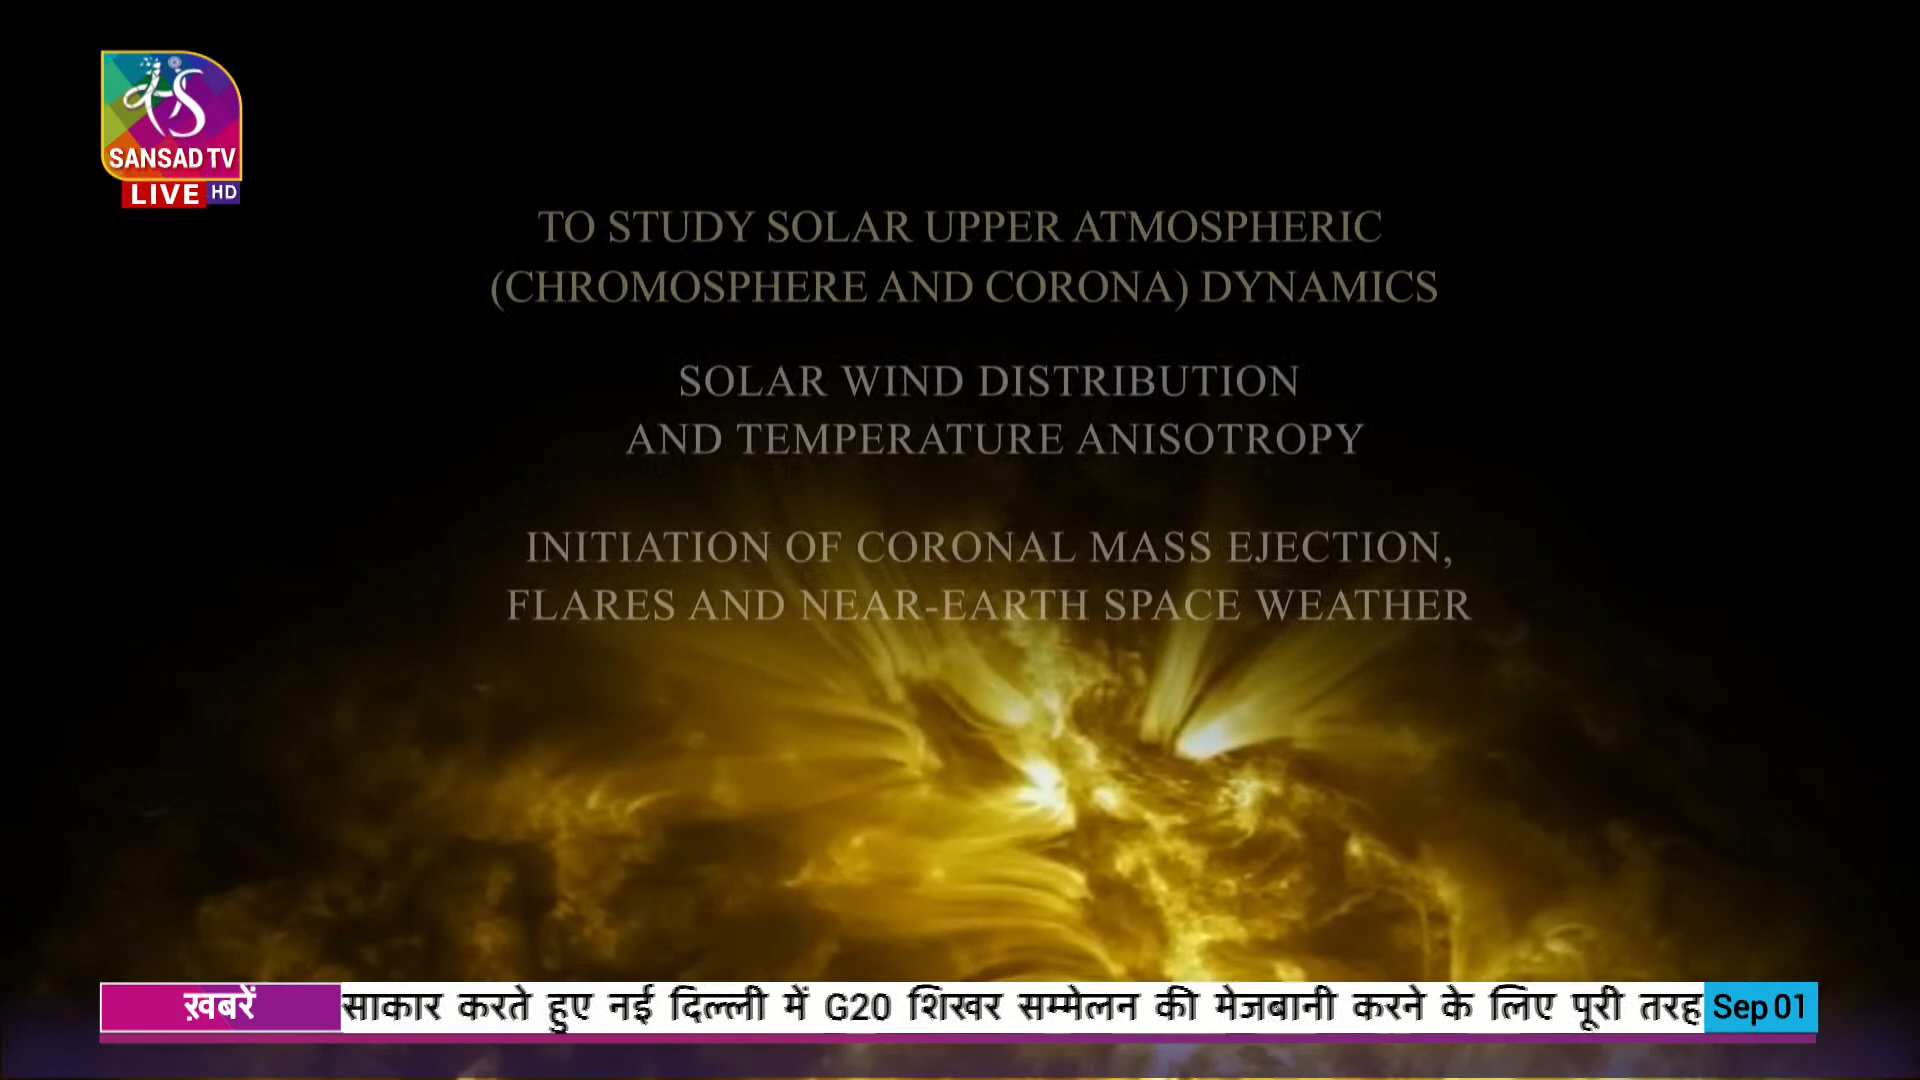 SANSAD TV
LIVE HD
TO STUDY SOLAR UPPER ATMOSPHERIC
(CHROMOSPHERE AND CORONA) DYNAMICS
SOLAR WIND DISTRIBUTION
AND TEMPERATURE ANISOTROPY
INITIATION OF CORONAL MASS EJECTION,
FLARES AND NEAR-EARTH SPACE WEATHER
ख़बरें साकार करते हुए नई दिल्ली में G20 शिखर सम्मेलन की मेजबानी करने के लिए पूरी तरह Sep 01